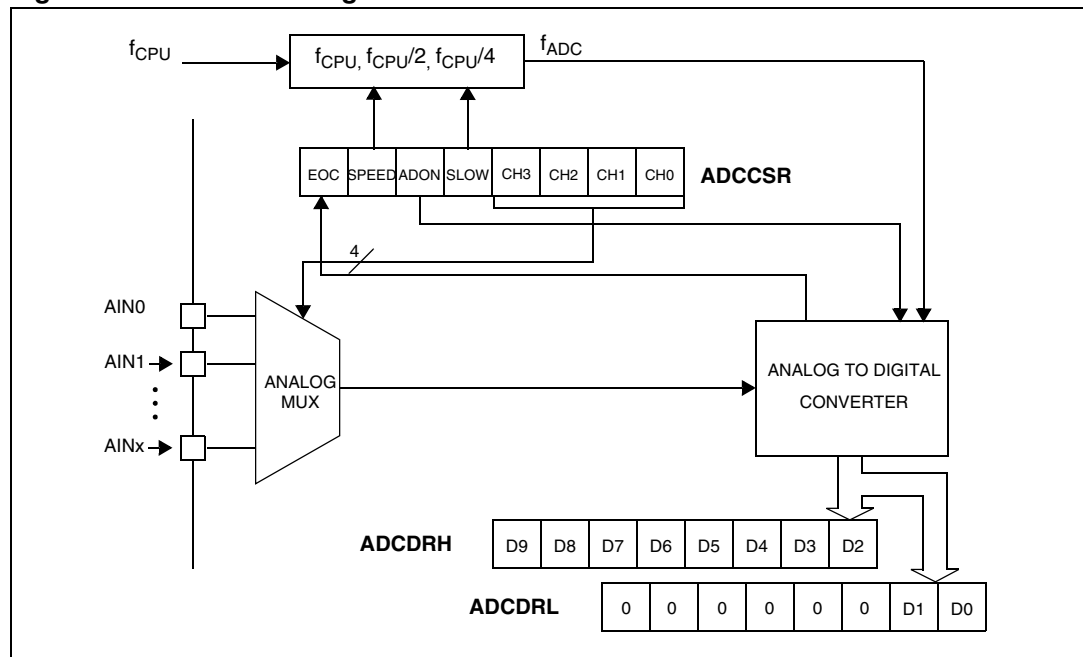 fCPU
fCPU, fCPU/2, fCPU/4
fADC
EOC SPEED ADON SLOW CH3 CH2 CH1 CH0
ADCCSR
4
AIN0
AIN1
AINx
ANALOG
MUX
ANALOG TO DIGITAL
CONVERTER
ADCDRH
D9 D8 D7 D6 D5 D4 D3 D2
ADCDRL
0 0 0 0 0 0 D1 D0